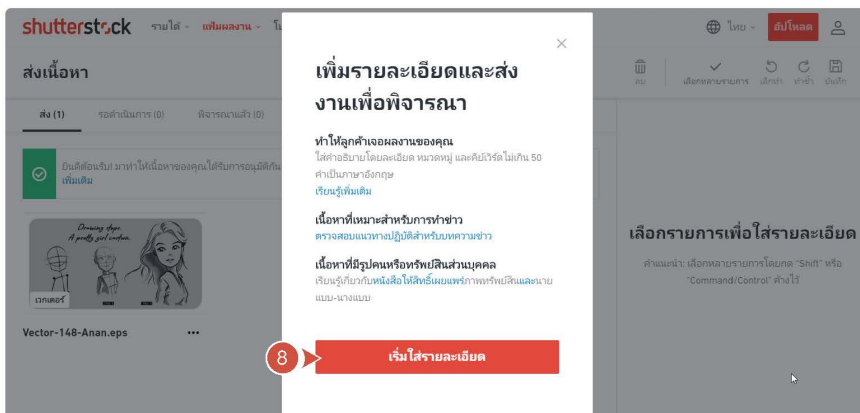 shutterstock รายได้ แฟ้มผลงาน ไทย อัปโหลด
ส่งเนื้อหา
ลบ เลือกหลายรายการ เลิกทำ ทำซ้ำ บันทึก
ส่ง (1) รอดำเนินการ (0) พิจารณาแล้ว (0)
ยินดีต้อนรับ! มาทำให้เนื้อหาของคุณได้รับการอนุมัติกัน
เพิ่มเติม
Drawing steps.
A pretty girl cartoon.
เวกเตอร์
Vector-148-Anan.eps
เพิ่มรายละเอียดและส่ง
งานเพื่อพิจารณา
ทำให้ลูกค้าเจอผลงานของคุณ
ใส่คำอธิบายโดยละเอียด หมวดหมู่ และคีย์เวิร์ดไม่เกิน 50
คำเป็นภาษาอังกฤษ
เรียนรู้เพิ่มเติม
เนื้อหาที่เหมาะสำหรับการทำข่าว
ตรวจสอบแนวทางปฏิบัติสำหรับบทความข่าว
เนื้อหาที่มีรูปคนหรือทรัพย์สินส่วนบุคคล
เรียนรู้เกี่ยวกับหนังสือให้สิทธิ์เผยแพร่ภาพทรัพย์สินและนาย
แบบ-นางแบบ
8 เริ่มใส่รายละเอียด
เลือกรายการเพื่อใส่รายละเอียด
คำแนะนำ: เลือกหลายรายการโดยกด "Shift" หรือ
"Command/Control" ค้างไว้